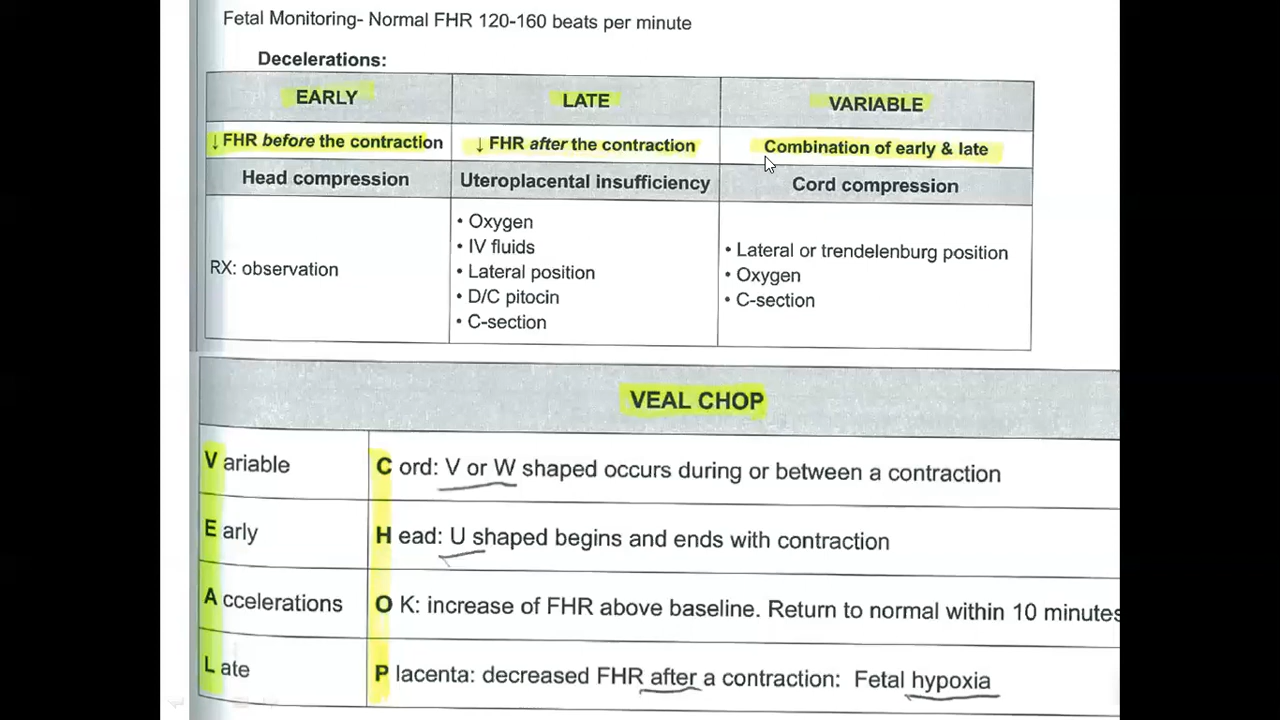 Fetal Monitoring- Normal FHR 120-160 beats per minute
Decelerations:
EARLY LATE VARIABLE
↓ FHR before the contraction ↓ FHR after the contraction Combination of early & late
Head compression Uteroplacental insufficiency Cord compression
RX: observation
• Oxygen
• IV fluids
• Lateral position
• D/C pitocin
• C-section
• Lateral or trendelenburg position
• Oxygen
• C-section
VEAL CHOP
V ariable C ord: V or W shaped occurs during or between a contraction
E arly H ead: U shaped begins and ends with contraction
A ccelerations O K: increase of FHR above baseline. Return to normal within 10 minutes
L ate P lacenta: decreased FHR after a contraction: Fetal hypoxia